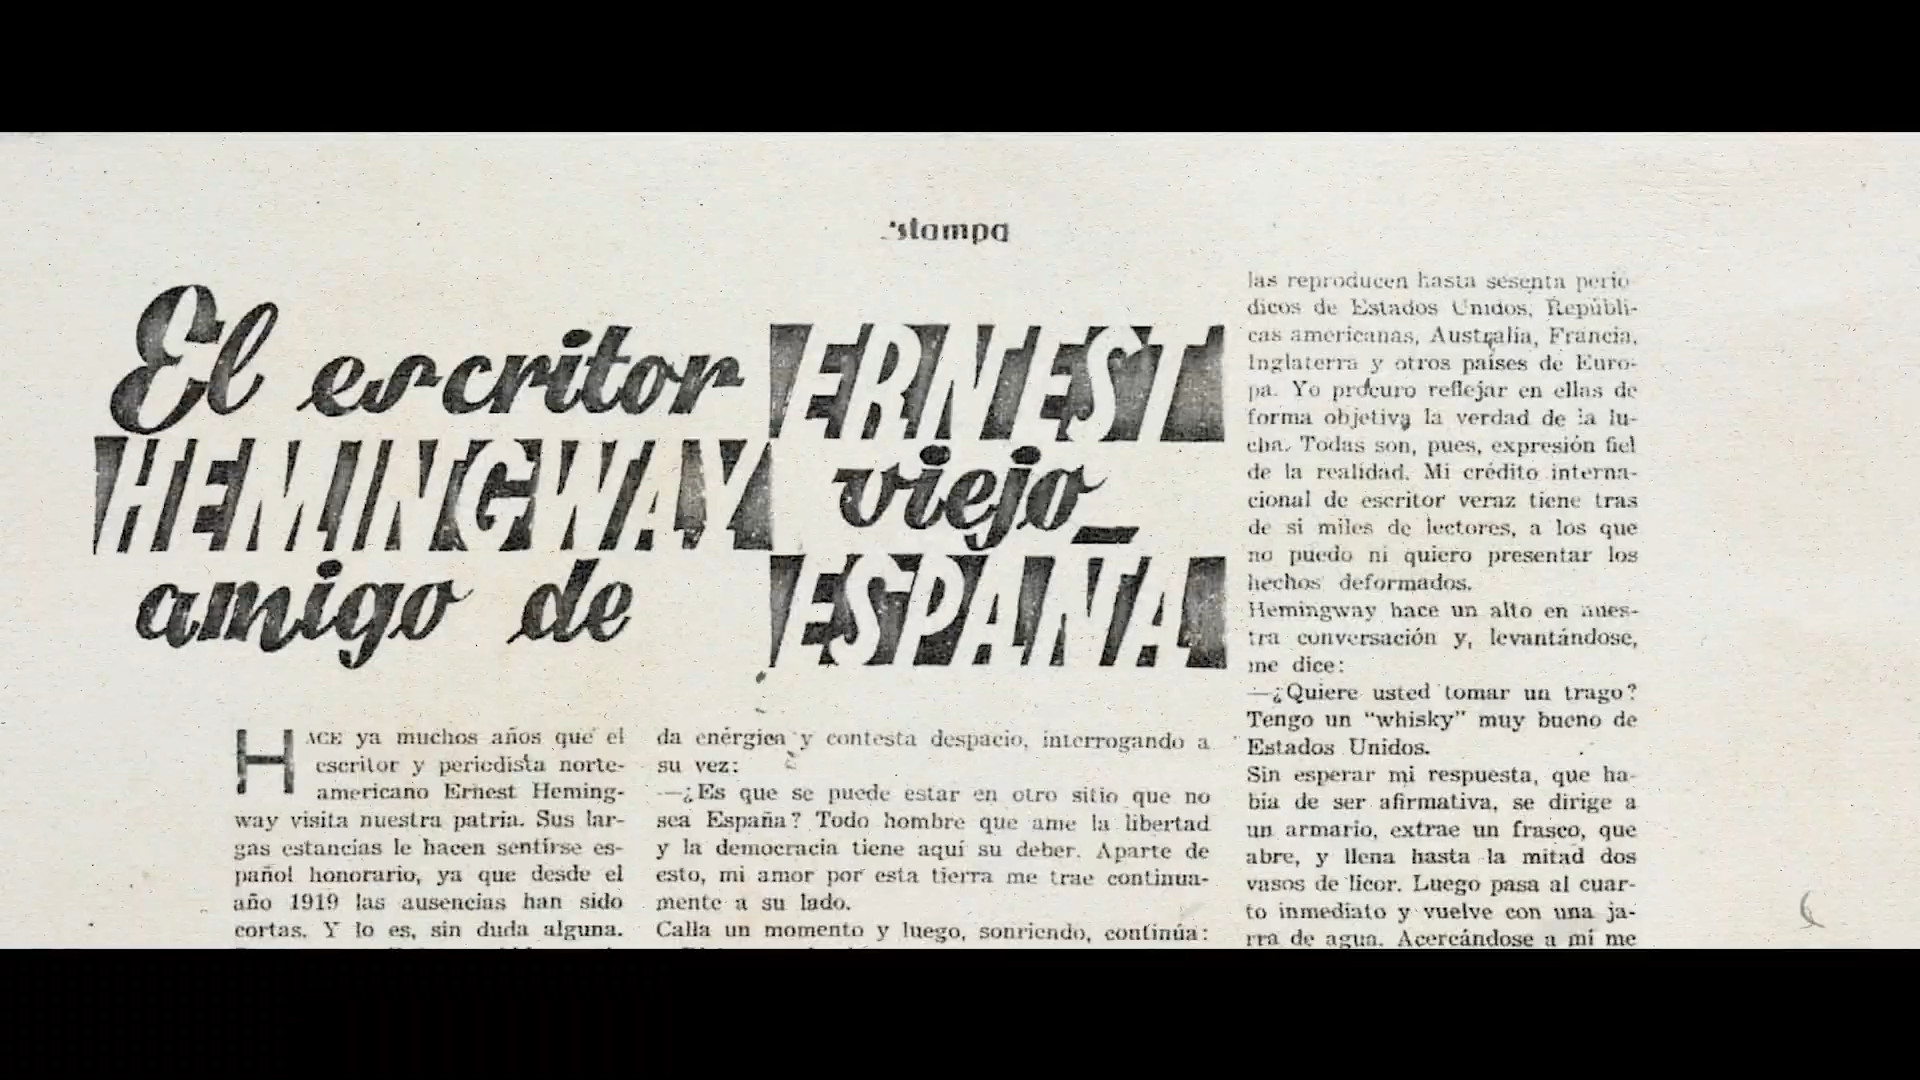 stampa
El escritor ERNEST
HEMINGWAY viejo
amigo de ESPAÑA
HACE ya muchos años que el
escritor y periodista norte-
americano Ernest Heming-
way visita nuestra patria. Sus lar-
gas estancias le hacen sentirse es-
pañol honorario, ya que desde el
año 1919 las ausencias han sido
cortas. Y lo es, sin duda alguna.
da enérgica y contesta despacio, interrogando a
su vez:
—¿Es que se puede estar en otro sitio que no
sea España? Todo hombre que ame la libertad
y la democracia tiene aquí su deber. Aparte de
esto, mi amor por esta tierra me trae continua-
mente a su lado.
Calla un momento y luego, sonriendo, continúa:
las reproducen hasta sesenta perió
dicos de Estados Unidos, Repúbli-
cas americanas, Australia, Francia,
Inglaterra y otros países de Euro-
pa. Yo procuro reflejar en ellas de
forma objetiva la verdad de la lu-
cha. Todas son, pues, expresión fiel
de la realidad. Mi crédito interna-
cional de escritor veraz tiene tras
de si miles de lectores, a los que
no puedo ni quiero presentar los
hechos deformados.
Hemingway hace un alto en nues-
tra conversación y, levantándose,
me dice:
—¿Quiere usted tomar un trago?
Tengo un "whisky" muy bueno de
Estados Unidos.
Sin esperar mi respuesta, que ha-
bía de ser afirmativa, se dirige a
un armario, extrae un frasco, que
abre, y llena hasta la mitad dos
vasos de licor. Luego pasa al cuar-
to inmediato y vuelve con una ja-
rra de agua. Acercándose a mí me